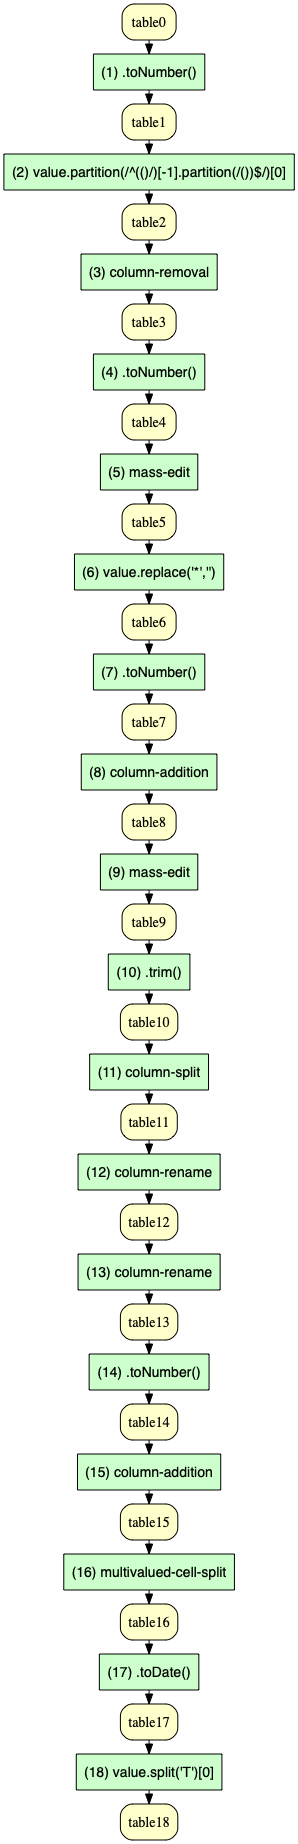 table0
(1) .toNumber()
table1
(2) value.partition(/^(()/)[-1].partition(/())$/)[0]
table2
(3) column-removal
table3
(4) .toNumber()
table4
(5) mass-edit
table5
(6) value.replace('*','')
table6
(7) .toNumber()
table7
(8) column-addition
table8
(9) mass-edit
table9
(10) .trim()
table10
(11) column-split
table11
(12) column-rename
table12
(13) column-rename
table13
(14) .toNumber()
table14
(15) column-addition
table15
(16) multivalued-cell-split
table16
(17) .toDate()
table17
(18) value.split('T')[0]
table18